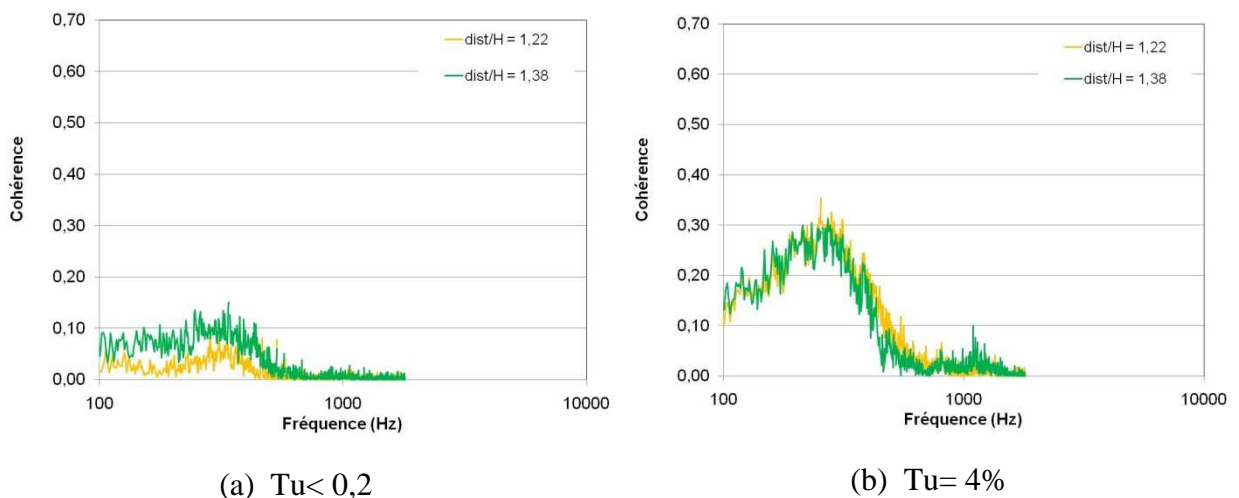 0,70
0,60
0,50
0,40
0,30
0,20
0,10
0,00
Cohérence
dist/H = 1,22
dist/H = 1,38
100
1000
10000
Fréquence (Hz)
(a) Tu< 0,2
0,70
0,60
0,50
0,40
0,30
0,20
0,10
0,00
Cohérence
dist/H = 1,22
dist/H = 1,38
100
1000
10000
Fréquence (Hz)
(b) Tu= 4%